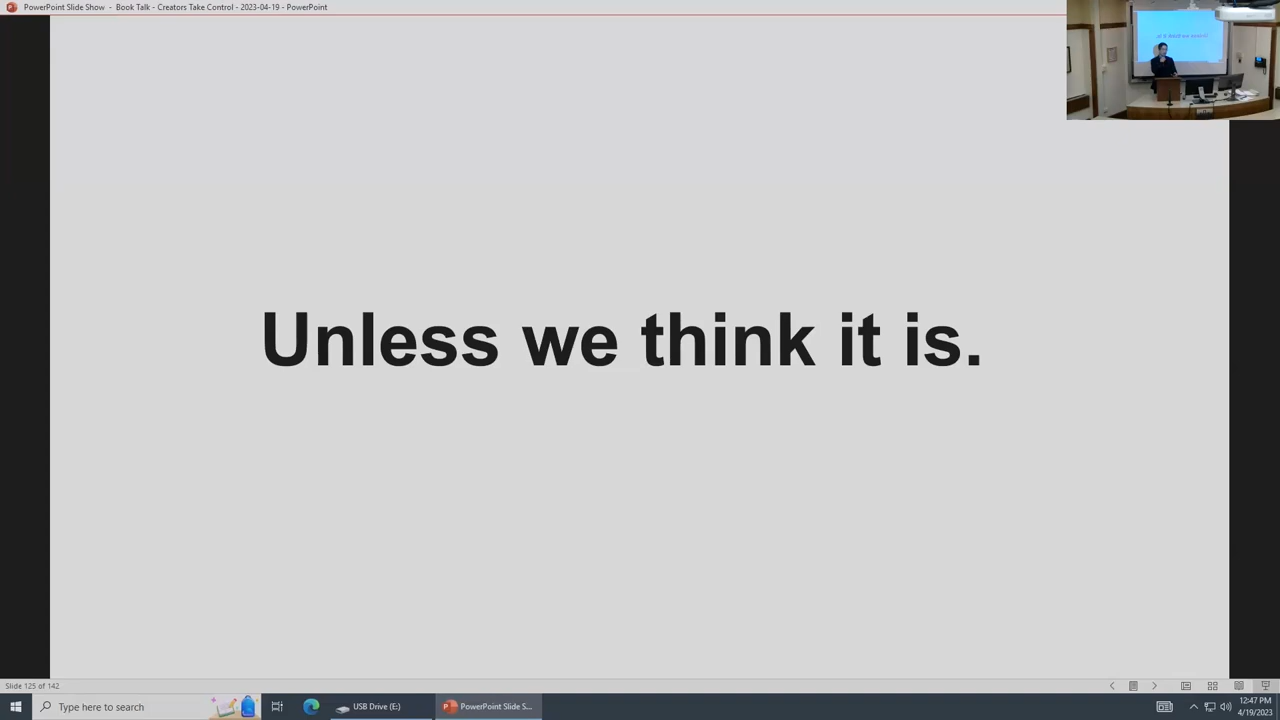 PowerPoint Slide Show - Book Talk - Creators Take Control - 2023-04-19 - PowerPoint
Unless we think it is.
Slide 125 of 142
Type here to search
USB Drive (E:)
PowerPoint Slide S...
12:47 PM
4/19/2023